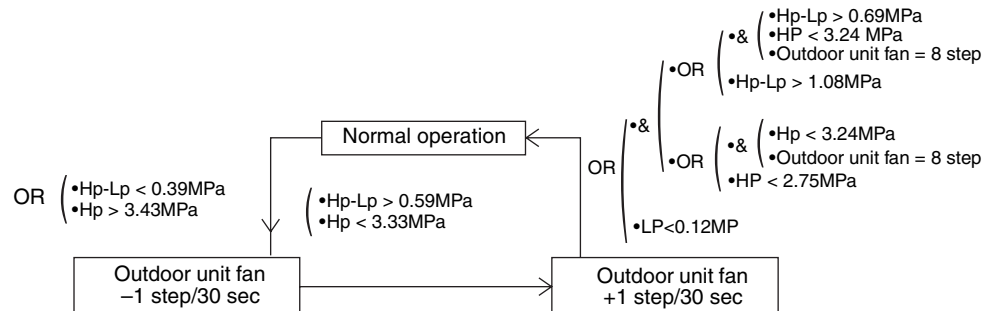 •Hp-Lp > 0.69MPa
•& •HP < 3.24 MPa
•Outdoor unit fan = 8 step
•OR
•Hp-Lp > 1.08MPa
•&
Normal operation
•& •Hp < 3.24MPa
•Outdoor unit fan = 8 step
OR •OR
•HP < 2.75MPa
OR •Hp-Lp < 0.39MPa
•Hp > 3.43MPa
•Hp-Lp > 0.59MPa
•Hp < 3.33MPa
•LP<0.12MP
Outdoor unit fan
–1 step/30 sec
Outdoor unit fan
+1 step/30 sec